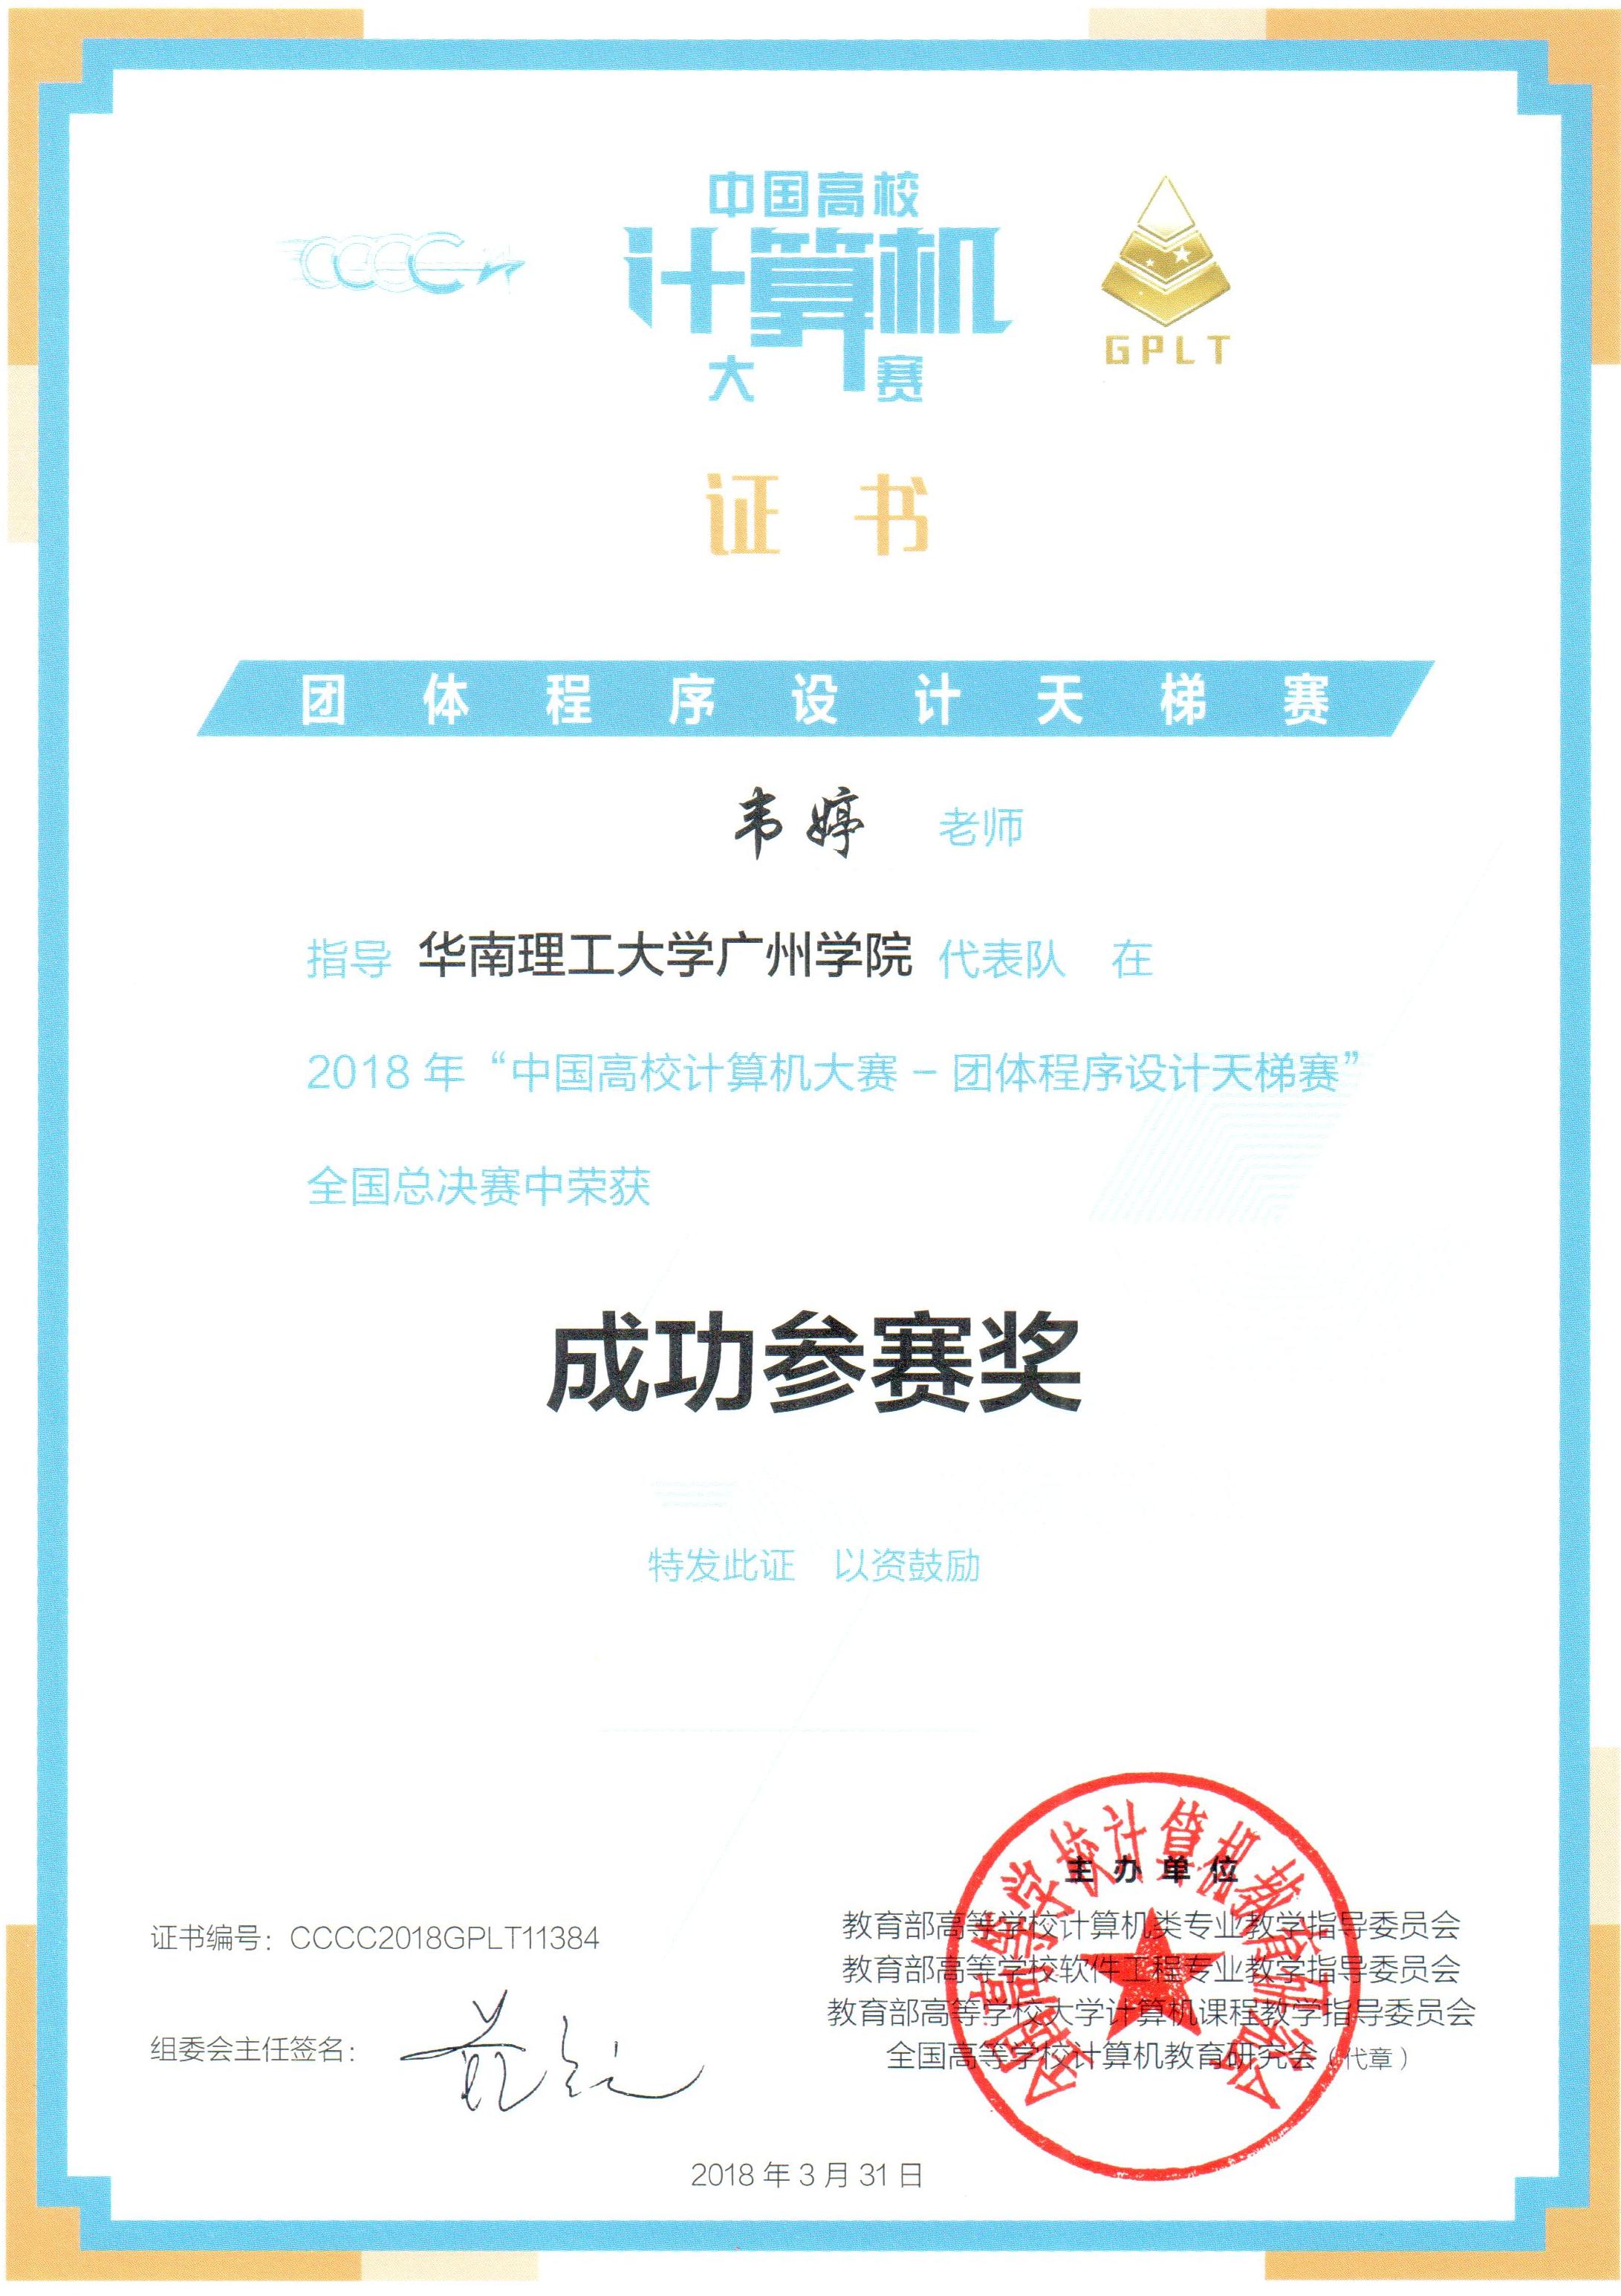 中国高校
计算机
大赛
CCCC
GPLT
证书
团体程序设计天梯赛
韦婷 老师
指导 华南理工大学广州学院 代表队 在
2018 年“中国高校计算机大赛 – 团体程序设计天梯赛”
全国总决赛中荣获
成功参赛奖
特发此证 以资鼓励
主办单位
证书编号：CCCC2018GPLT11384
教育部高等学校计算机类专业教学指导委员会
教育部高等学校软件工程专业教学指导委员会
教育部高等学校大学计算机课程教学指导委员会
全国高等学校计算机教育研究会（代章）
组委会主任签名：
全国高等学校计算机教育研究会
2018 年 3 月 31 日